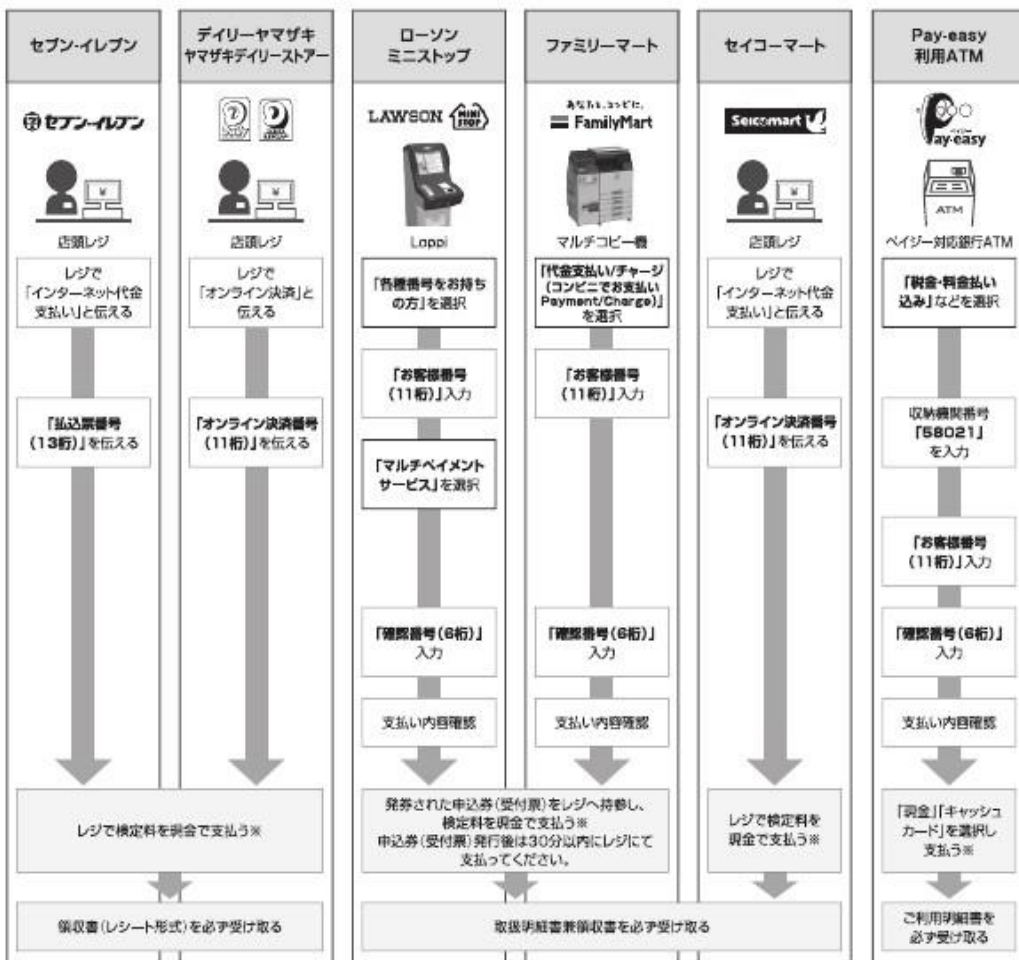 セブン-イレブン
デイリーヤマザキ
ヤマザキデイリーストアー
ローソン
ミニストップ
ファミリーマート
セイコーマート
Pay-easy
利用ATM
セブン-イレブン
LAWSON
MINI
STOP
あなたと、コンビに、
FamilyMart
Seicomart
ペイジー
Pay-easy
¥
¥
¥
ATM
店頭レジ
店頭レジ
Loppi
マルチコピー機
店頭レジ
ペイジー対応銀行ATM
レジで
「インターネット代金
支払い」と伝える
レジで
「オンライン決済」と
伝える
「各種番号をお持ち
の方」を選択
「代金支払い/チャージ
(コンビニでお支払い
Payment/Charge)」
を選択
レジで
「インターネット代金
支払い」と伝える
「税金・料金払い
込み」などを選択
「お客様番号
(11桁)」入力
「お客様番号
(11桁)」入力
「払込票番号
(13桁)」を伝える
「オンライン決済番号
(11桁)」を伝える
「マルチペイメント
サービス」を選択
「オンライン決済番号
(11桁)」を伝える
収納機関番号
「58021」
を入力
「お客様番号
(11桁)」入力
「確認番号(6桁)」
入力
「確認番号(6桁)」
入力
「確認番号(6桁)」
入力
支払い内容確認
支払い内容確認
支払い内容確認
レジで検定料を現金で支払う※
発券された申込券(受付票)をレジへ持参し、
検定料を現金で支払う※
申込券(受付票)発行後は30分以内にレジにて
支払ってください。
レジで検定料を
現金で支払う※
「現金」「キャッシュ
カード」を選択し
支払う※
領収書(レシート形式)を必ず受け取る
取扱明細書兼領収書を必ず受け取る
ご利用明細書を
必ず受け取る